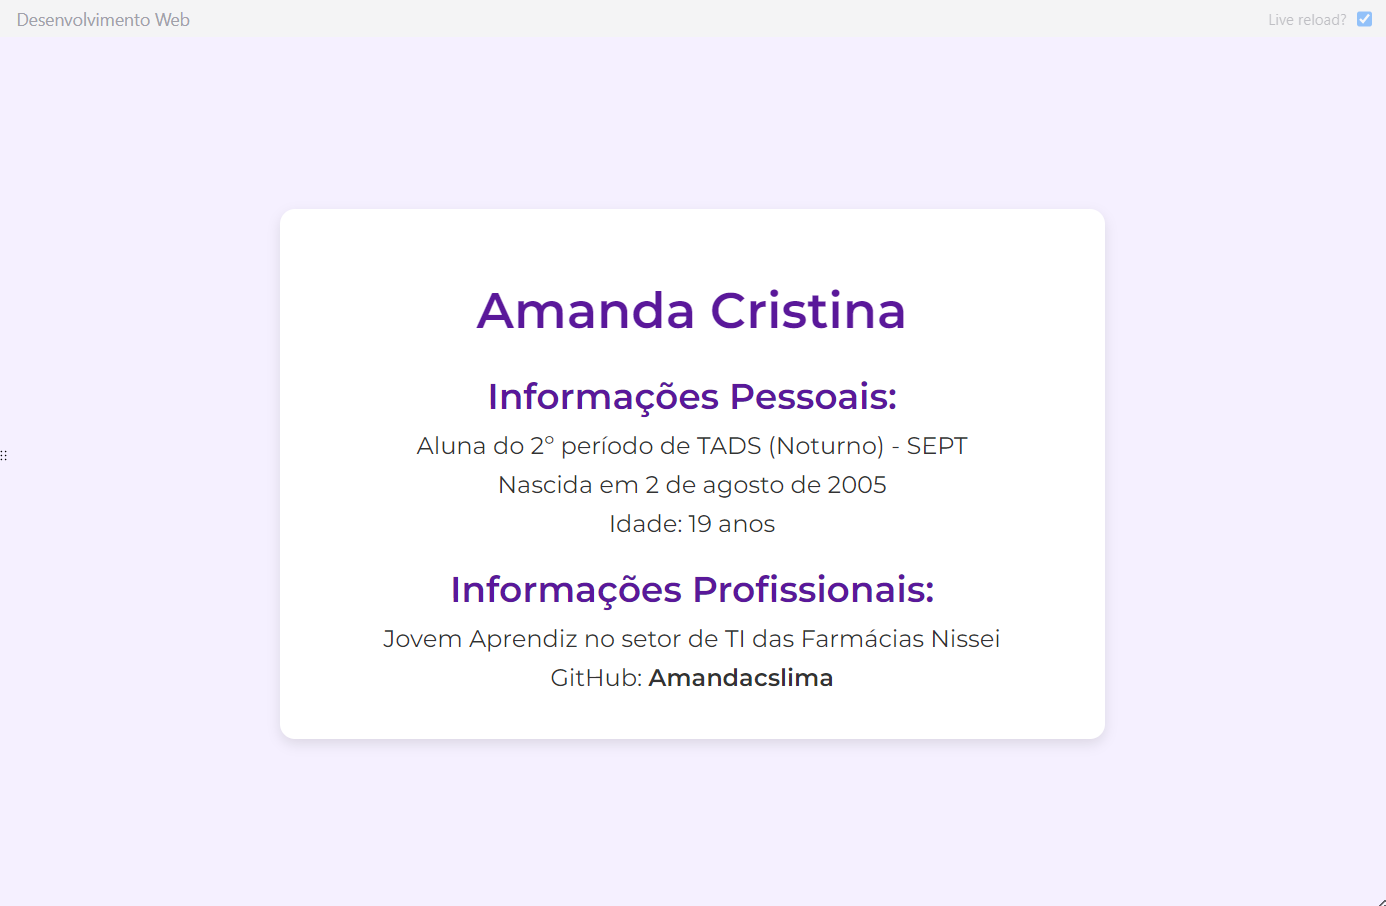 Desenvolvimento Web
Live reload?
Amanda Cristina
Informações Pessoais:
Aluna do 2º período de TADS (Noturno) - SEPT
Nascida em 2 de agosto de 2005
Idade: 19 anos
Informações Profissionais:
Jovem Aprendiz no setor de TI das Farmácias Nissei
GitHub: Amandacslima